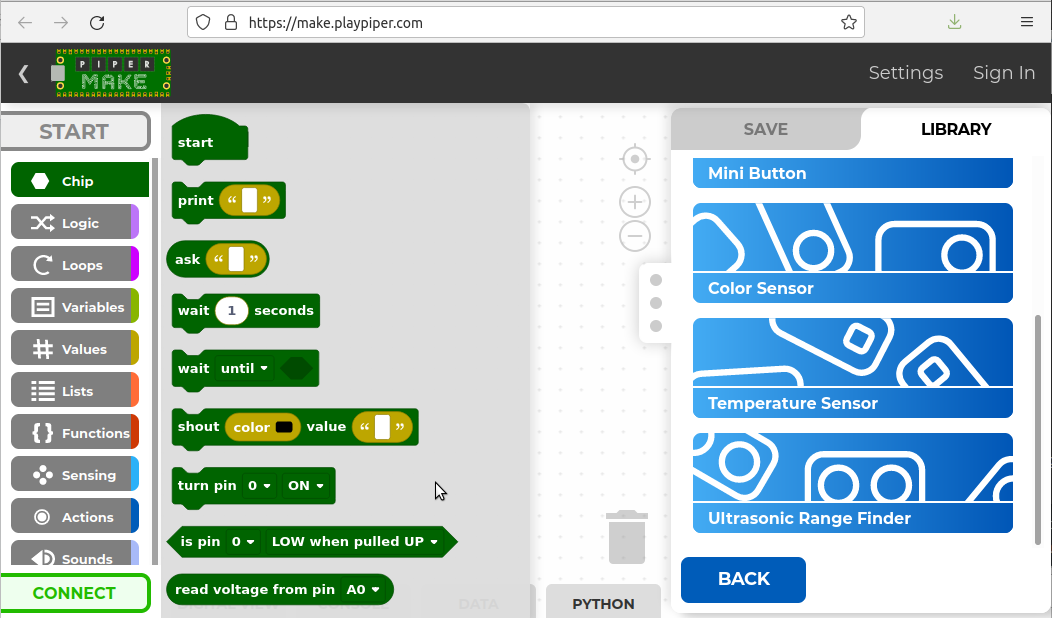 https://make.playpiper.com
PIPER
MAKE
Settings
Sign In
START
Chip
Logic
Loops
Variables
Values
Lists
Functions
Sensing
Actions
Sounds
CONNECT
start
print “ ”
ask “ ”
wait 1 seconds
wait until
shout color value “ ”
turn pin 0 ON
is pin 0 LOW when pulled UP
read voltage from pin A0
DIGITAL VIEW
CONSOLE
DATA
PYTHON
SAVE
LIBRARY
Mini Button
Color Sensor
Temperature Sensor
Ultrasonic Range Finder
BACK